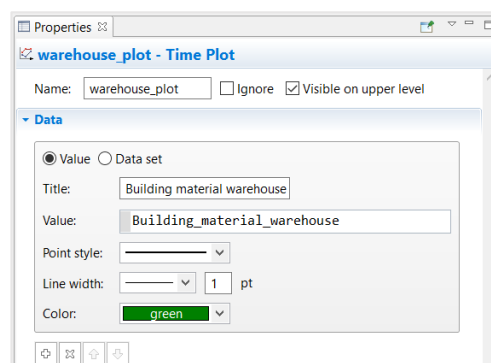 Properties
warehouse_plot - Time Plot
Name: warehouse_plot Ignore Visible on upper level
Data
Value Data set
Title: Building material warehouse
Value: Building_material_warehouse
Point style:
Line width: 1 pt
Color: green